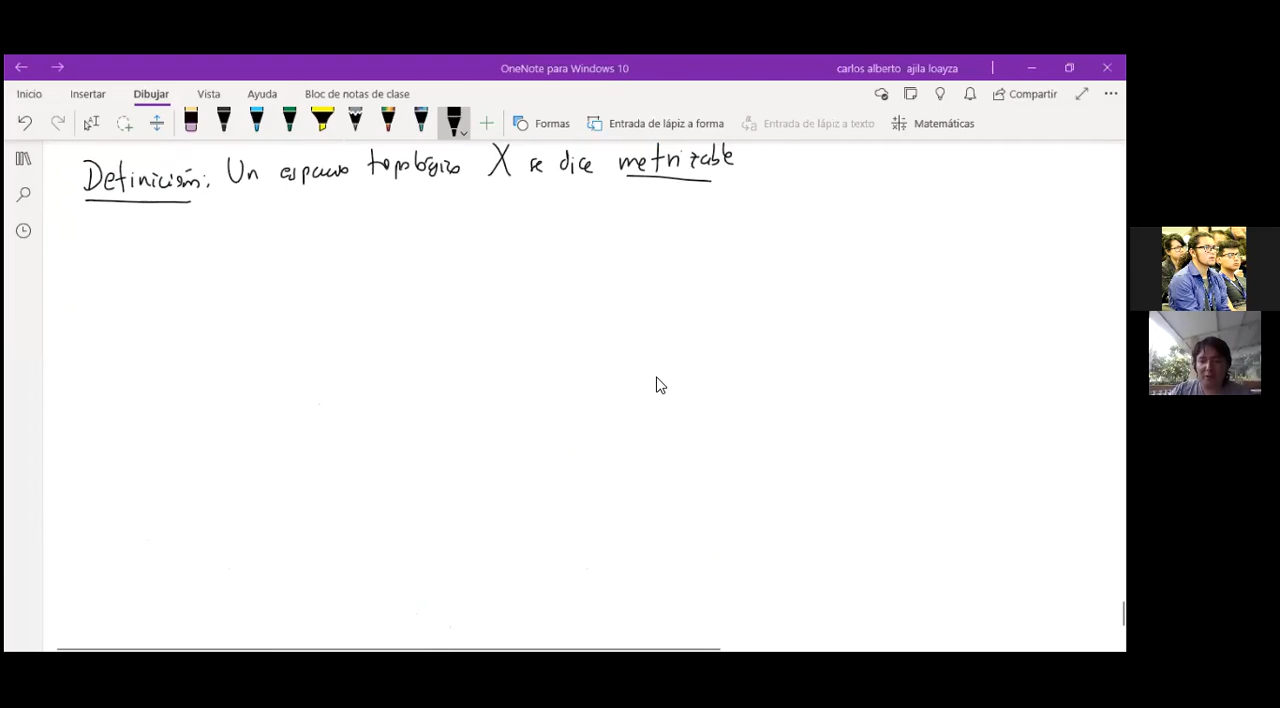 OneNote para Windows 10
carlos alberto ajila loayza
Inicio Insertar Dibujar Vista Ayuda Bloc de notas de clase Compartir
Formas Entrada de lápiz a forma Entrada de lápiz a texto Matemáticas
Definición: Un espacio topológico X se dice metrizable